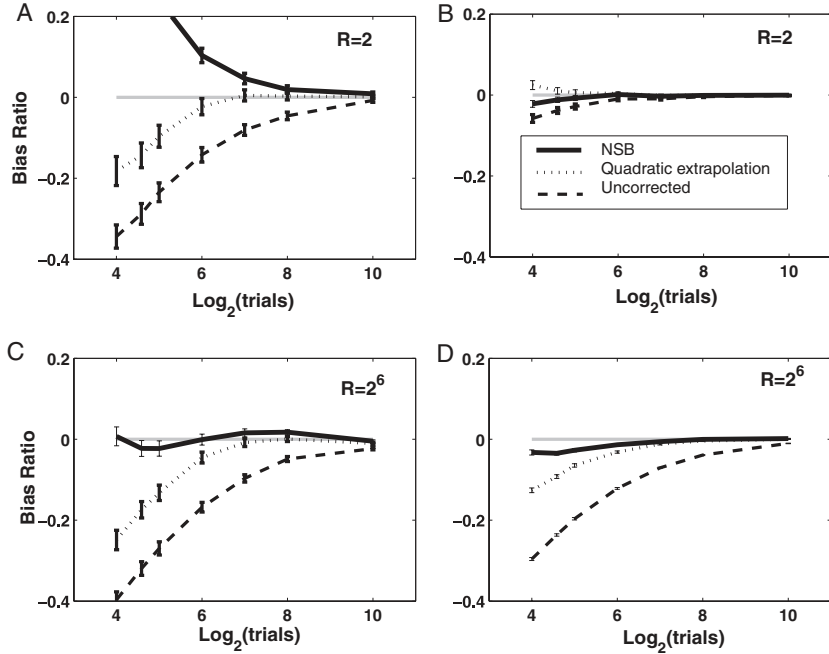 A
R=2
0.2
0
−0.2
−0.4
Bias Ratio
4
6
8
10
Log2(trials)
B
R=2
0.2
0
−0.2
−0.4
NSB
Quadratic extrapolation
Uncorrected
4
6
8
10
Log2(trials)
C
R=2^6
0.2
0
−0.2
−0.4
Bias Ratio
4
6
8
10
Log2(trials)
D
R=2^6
0.2
0
−0.2
−0.4
4
6
8
10
Log2(trials)